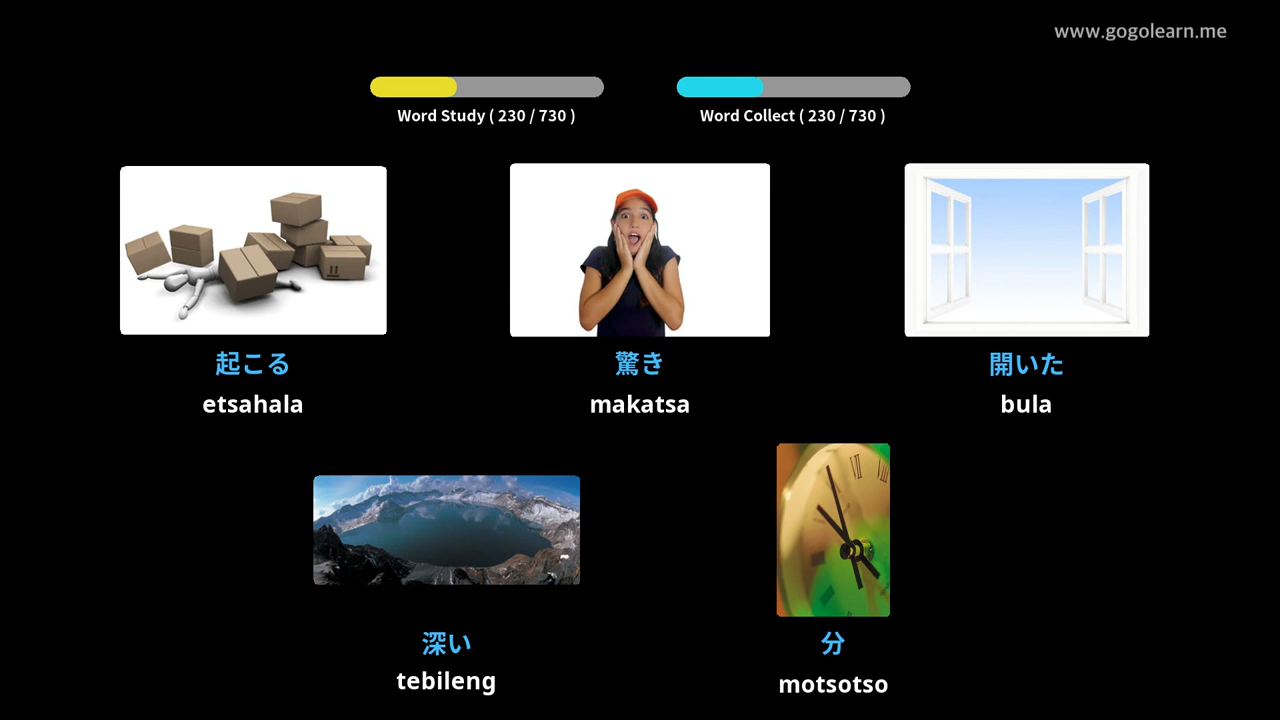 www.gogolearn.me
Word Study ( 230 / 730 )
Word Collect ( 230 / 730 )
起こる
etsahala
驚き
makatsa
開いた
bula
深い
tebileng
分
motsotso